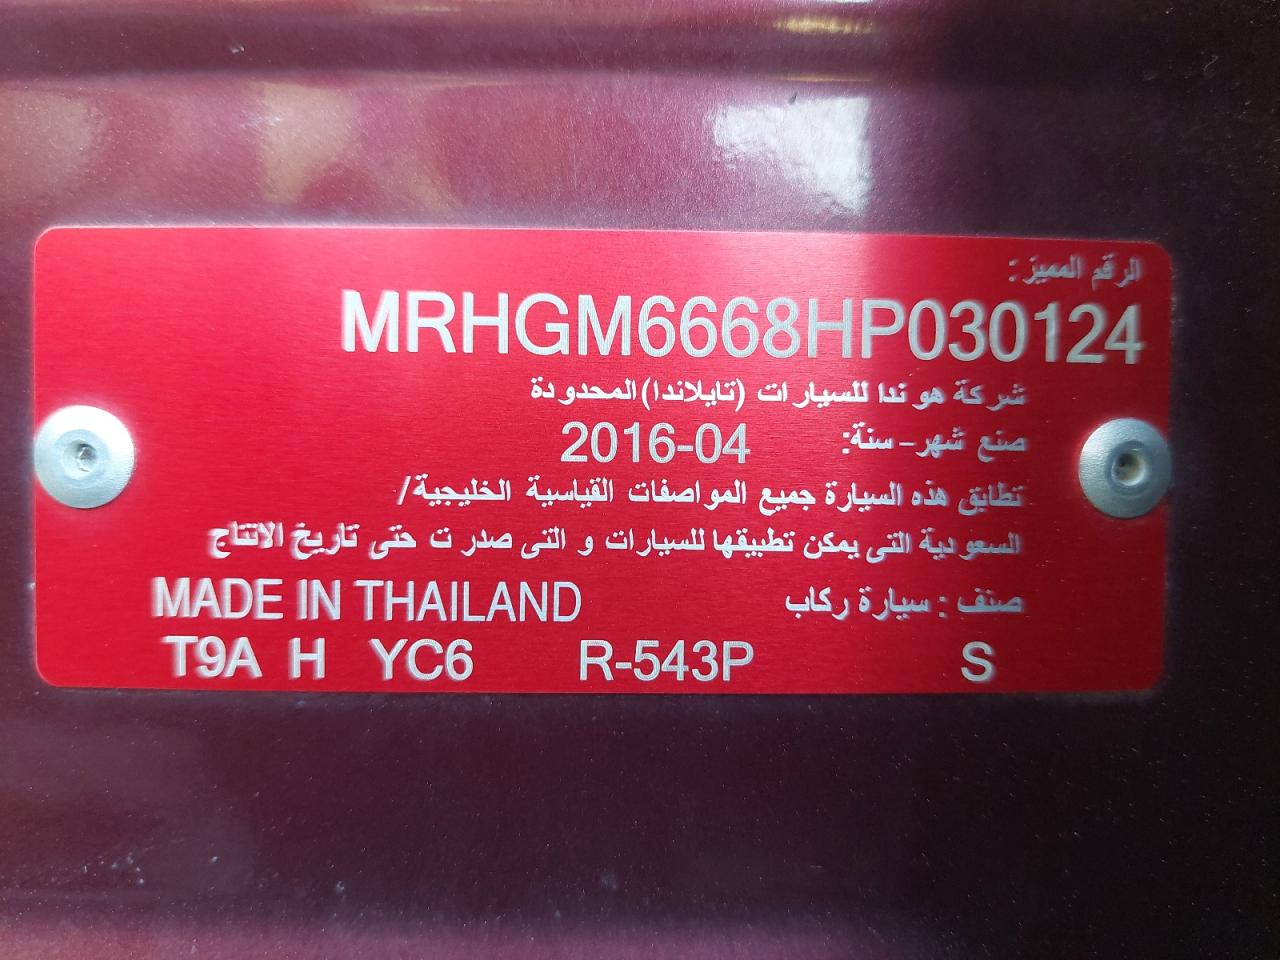 الرقم المميز:
MRHGM6668HP030124
شركة هوندا للسيارات (تايلاندا) المحدودة
صنع شهر - سنة: 2016-04
تطابق هذه السيارة جميع المواصفات القياسية الخليجية/
السعودية التى يمكن تطبيقها للسيارات و التى صدرت حتى تاريخ الانتاج
صنف : سيارة ركاب MADE IN THAILAND
T9A H YC6 R-543P S